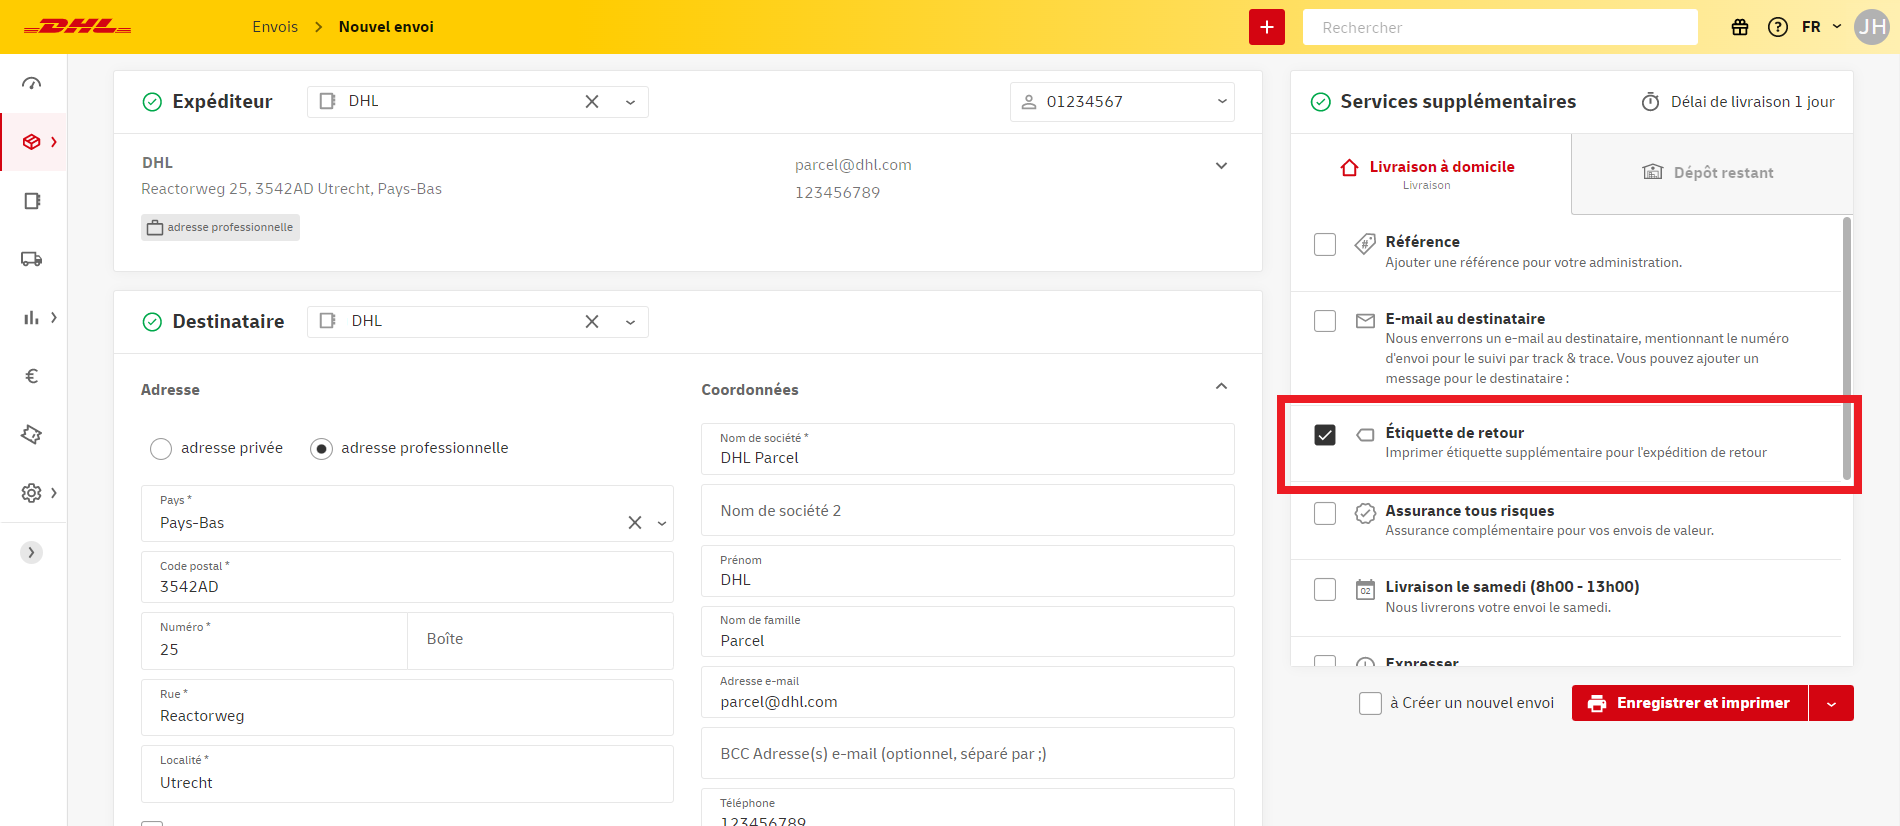 DHL
Envois
Nouvel envoi
+
Rechercher
?
FR
JH
Expéditeur
DHL
01234567
DHL
Reactorweg 25, 3542AD Utrecht, Pays-Bas
parcel@dhl.com
123456789
adresse professionnelle
Destinataire
DHL
Adresse
adresse privée
adresse professionnelle
Pays *
Pays-Bas
Code postal *
3542AD
Numéro *
25
Boîte
Rue *
Reactorweg
Localité *
Utrecht
Coordonnées
Nom de société *
DHL Parcel
Nom de société 2
Prénom
DHL
Nom de famille
Parcel
Adresse e-mail
parcel@dhl.com
BCC Adresse(s) e-mail (optionnel, séparé par ;)
Téléphone
123456789
Services supplémentaires
Délai de livraison 1 jour
Livraison à domicile
Livraison
Dépôt restant
#
Référence
Ajouter une référence pour votre administration.
E-mail au destinataire
Nous enverrons un e-mail au destinataire, mentionnant le numéro
d'envoi pour le suivi par track & trace. Vous pouvez ajouter un
message pour le destinataire :
Étiquette de retour
Imprimer étiquette supplémentaire pour l'expédition de retour
Assurance tous risques
Assurance complémentaire pour vos envois de valeur.
02
Livraison le samedi (8h00 - 13h00)
Nous livrerons votre envoi le samedi.
Expresser
à Créer un nouvel envoi
Enregistrer et imprimer
€